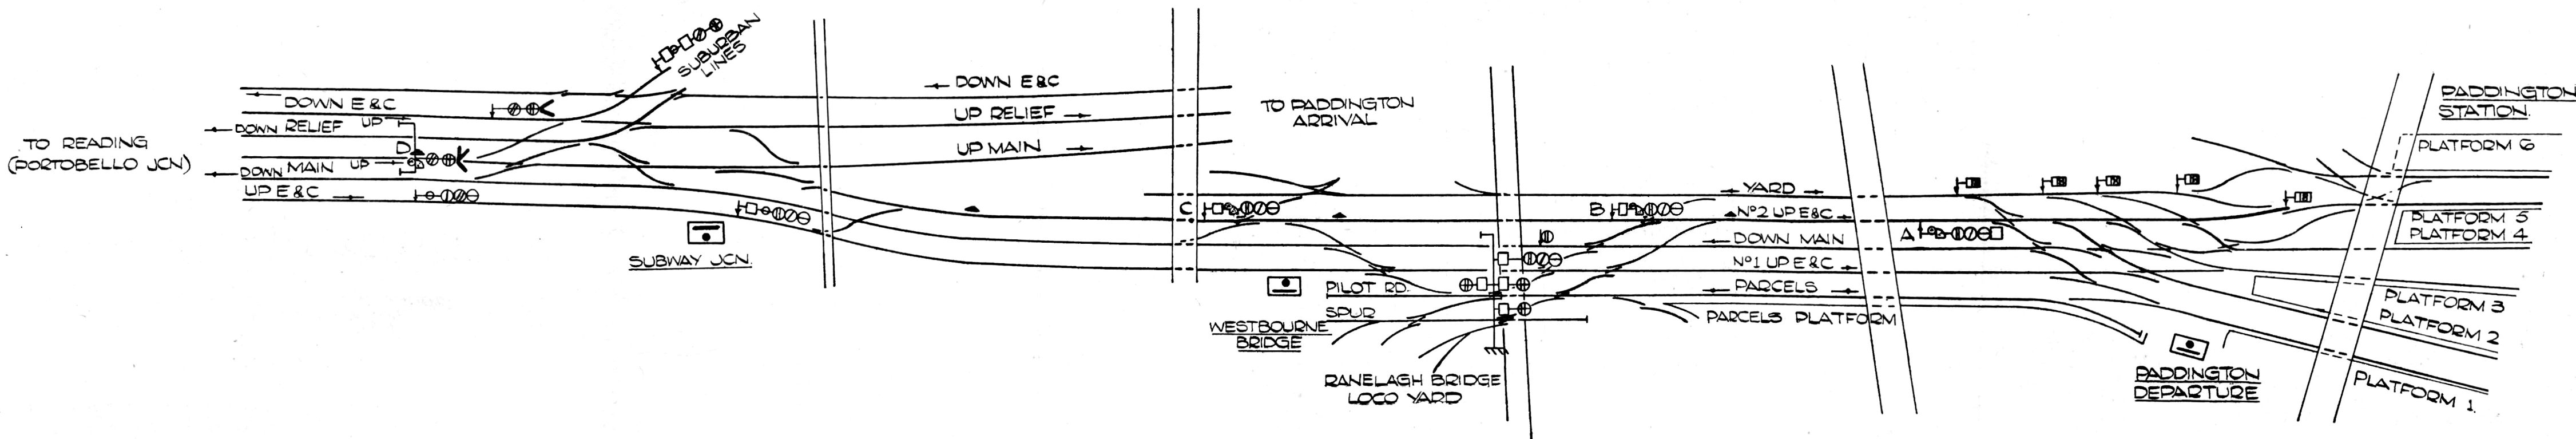 TO READING
(PORTOBELLO JCN)
DOWN E & C
DOWN RELIEF UP
D
DOWN MAIN UP
UP E & C
SUBURBAN
LINES
SUBWAY JCN.
DOWN E & C
UP RELIEF
UP MAIN
TO PADDINGTON
ARRIVAL
C
WESTBOURNE
BRIDGE
PILOT RD.
SPUR
RANELAGH BRIDGE
LOCO YARD
B
YARD
Nº2 UP E & C
DOWN MAIN
Nº1 UP E & C
PARCELS
PARCELS PLATFORM
A
PADDINGTON
DEPARTURE
PADDINGTON
STATION.
PLATFORM 6
PLATFORM 5
PLATFORM 4
PLATFORM 3
PLATFORM 2
PLATFORM 1.